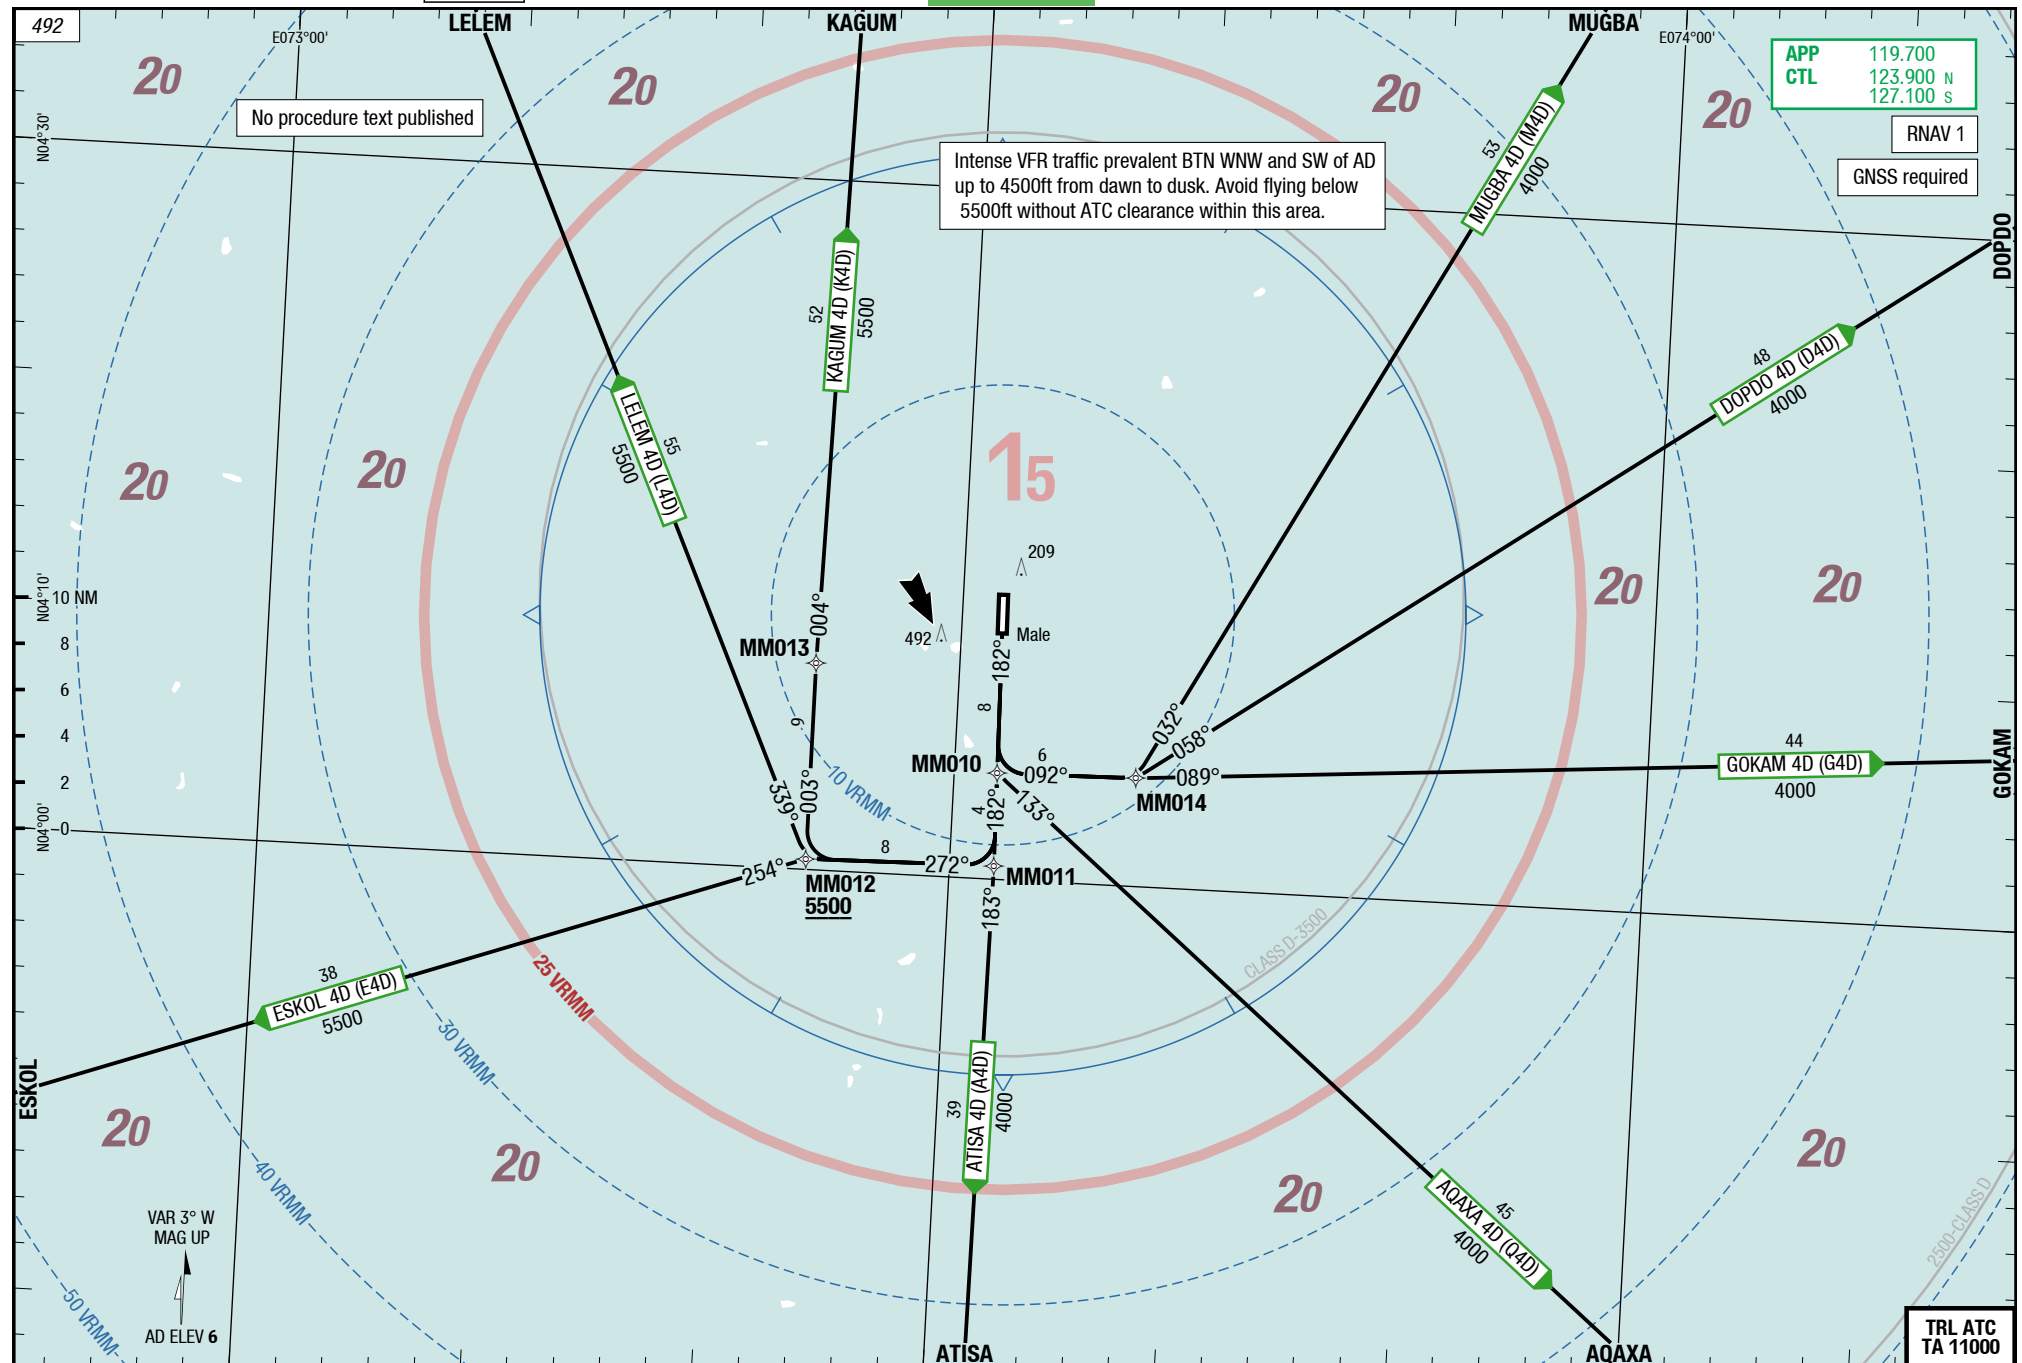 492
LELEM
KAGUM
MUGBA
E073°00'
E074°00'
APP 119.700
CTL 123.900 N
127.100 S
20
20
20
20
No procedure text published
RNAV 1
GNSS required
N04°30'
Intense VFR traffic prevalent BTN WNW and SW of AD
up to 4500ft from dawn to dusk. Avoid flying below
5500ft without ATC clearance within this area.
53
MUGBA 4D (M4D)
4000
DOPDO
52
KAGUM 4D (K4D)
5500
48
DOPDO 4D (D4D)
4000
55
LELEM 4D (L4D)
5500
20
20
15
209
N04°10'
10 NM
8
6
4
2
0
N04°00'
004°
492
Male
20
20
MM013
182°
8
9
032°
058°
MM010
6
092°
089°
MM014
44
GOKAM 4D (G4D)
4000
GOKAM
339°
003°
10 VRMM
4
182°
133°
254°
8
272°
MM011
MM012
5500
183°
CLASS D-3500
38
ESKOL 4D (E4D)
5500
25 VRMM
30 VRMM
ESKOL
39
ATISA 4D (A4D)
4000
20
20
20
20
40 VRMM
45
AQAXA 4D (Q4D)
4000
2500-CLASS D
VAR 3° W
MAG UP
50 VRMM
AD ELEV 6
ATISA
AQAXA
TRL ATC
TA 11000